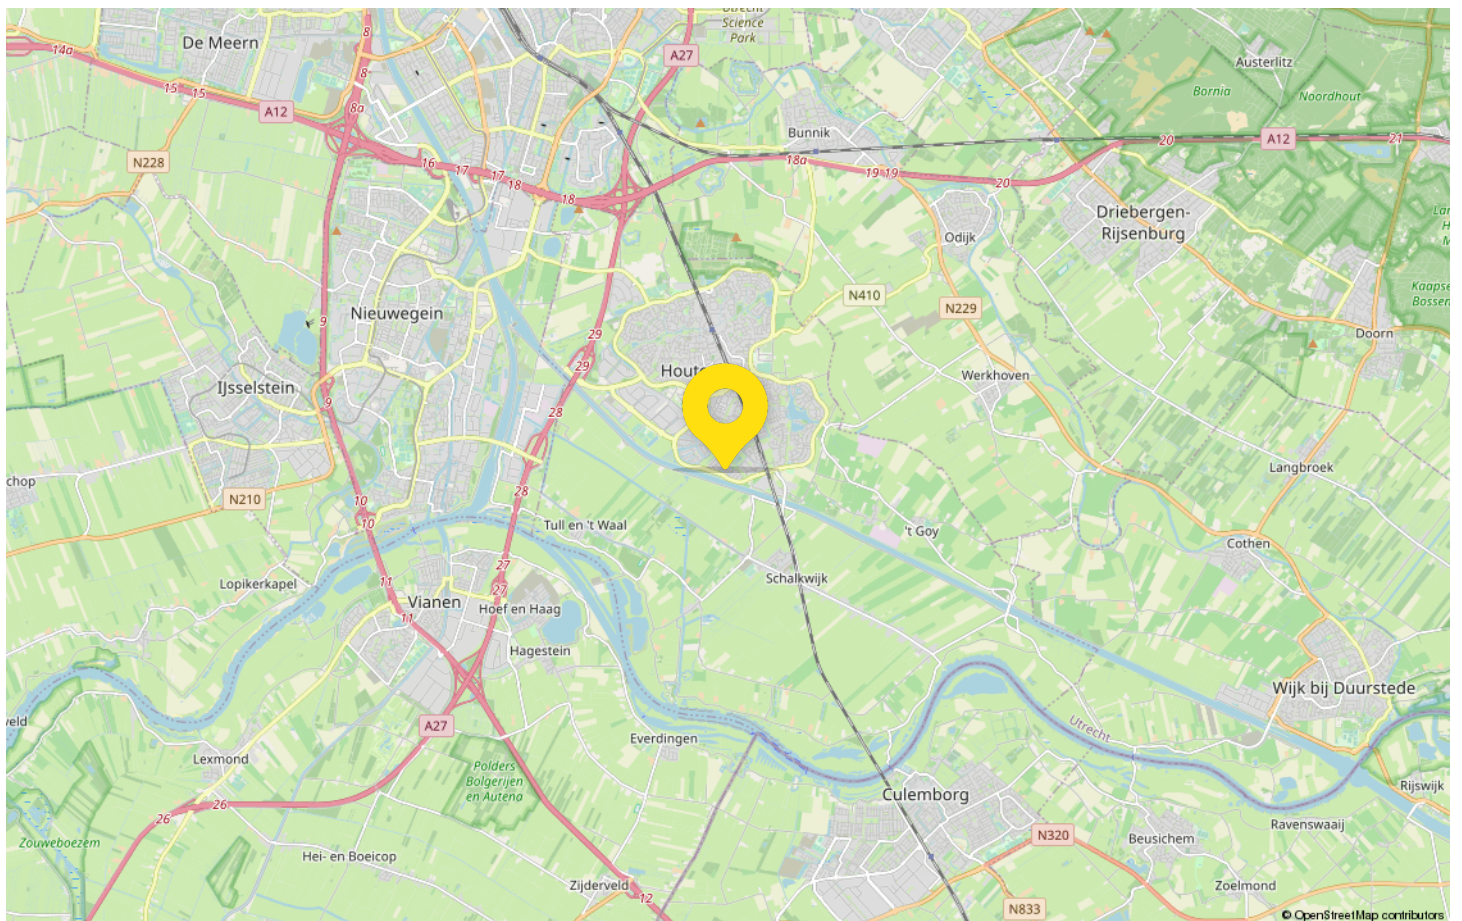 Utrecht
Science
Park
De Meern
8
14a
A27
Austerlitz
8
15
15
Bornia
Noordhout
8a
A12
Bunnik
20
A12
21
N228
16
17
18a
17
18
19
19
20
18
9
Driebergen-
Rijsenburg
Odijk
N410
N229
Nieuwegein
9
29
Doorn
29
IJsselstein
Werkhoven
9
28
Langbroek
chop
N210
10
28
10
Tull en 't Waal
't Goy
Cothen
27
11
Lopikerkapel
Schalkwijk
27
Vianen
Hoef en Haag
11
Hagestein
Wijk bij Duurstede
veld
A27
Utrecht
Everdingen
Lexmond
Polders
Bolgerijen
en Autena
Culemborg
Rijswijk
26
26
Ravenswaaij
Zouweboezem
N320
Beusichem
Hei- en Boeicop
Zijderveld
12
Zoelmond
N833
© OpenStreetMap contributors